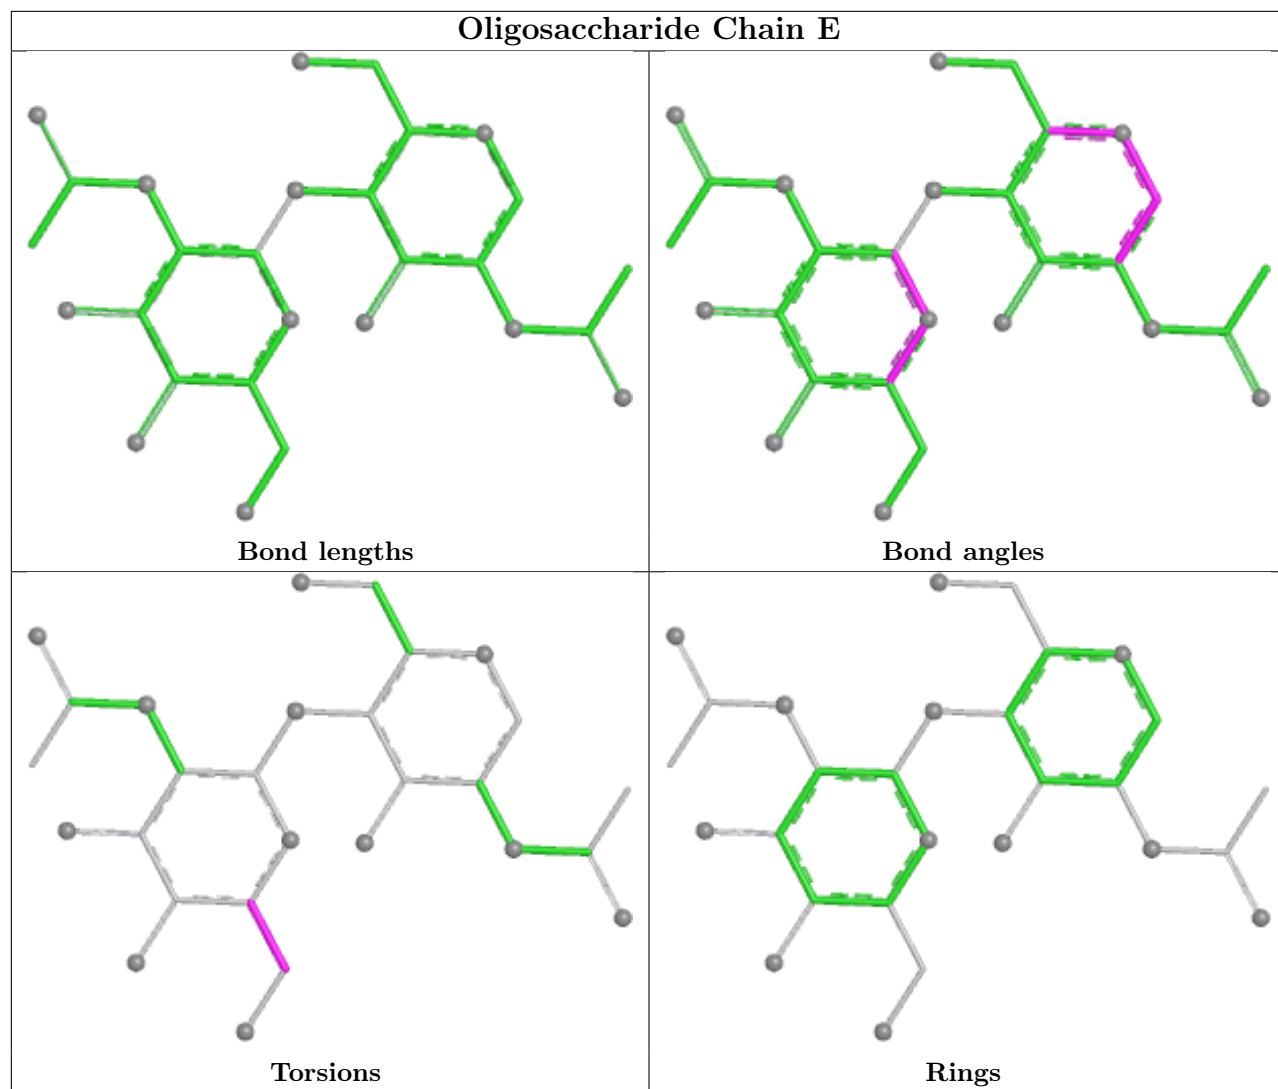 Oligosaccharide Chain E
Bond lengths
Bond angles
Torsions
Rings